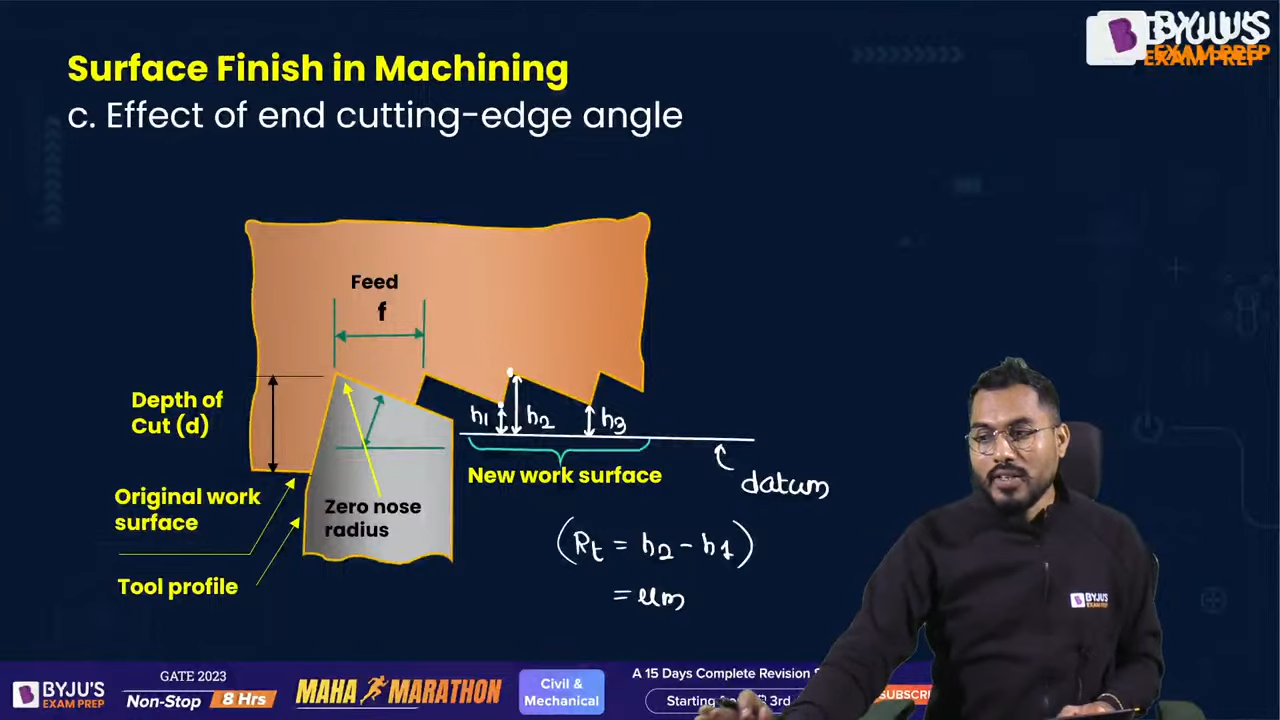 BYJU'S
EXAM PREP
Surface Finish in Machining
c. Effect of end cutting-edge angle
Feed
f
Depth of
Cut (d)
h1
h2
h3
New work surface
datum
Original work
surface
Zero nose
radius
(Rt = h2 - h1)
= um
Tool profile
BYJU'S
EXAM PREP
BYJU'S
EXAM PREP
GATE 2023
Non-Stop 8 Hrs
MAHA MARATHON
Civil &
Mechanical
A 15 Days Complete Revision
Starting
3rd